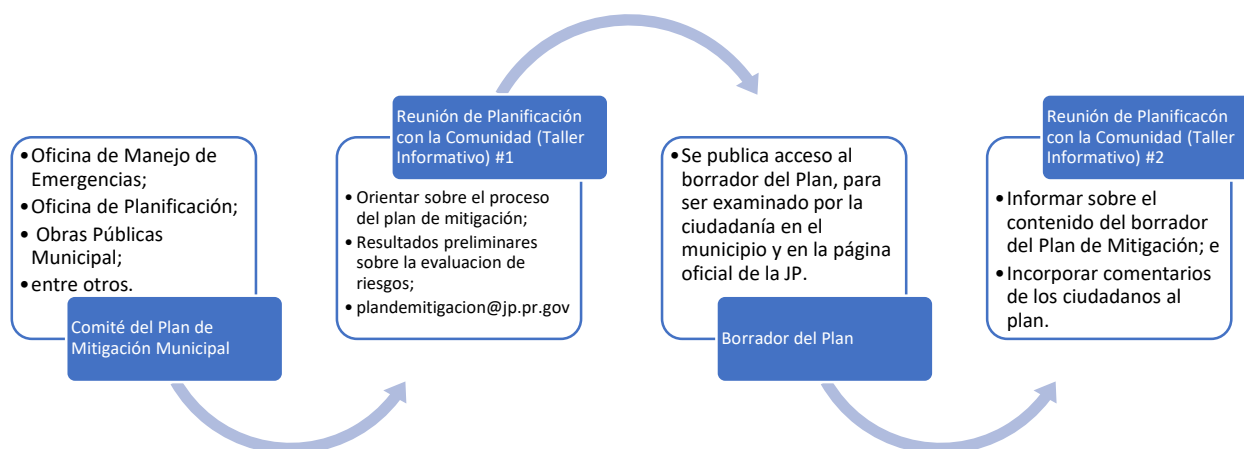 •Oficina de Manejo de
Emergencias;
•Oficina de Planificación;
• Obras Públicas
Municipal;
•entre otros.
Comité del Plan de
Mitigación Municipal
Reunión de Planificación
con la Comunidad (Taller
Informativo) #1
• Orientar sobre el proceso
del plan de mitigación;
• Resultados preliminares
sobre la evaluacion de
riesgos;
• plandemitigacion@jp.pr.gov
•Se publica acceso al
borrador del Plan, para
ser examinado por la
ciudadanía en el
municipio y en la página
oficial de la JP.
Borrador del Plan
Reunión de Planificacón
con la Comunidad (Taller
Informativo) #2
•Informar sobre el
contenido del borrador
del Plan de Mitigación; e
•Incorporar comentarios
de los ciudadanos al
plan.